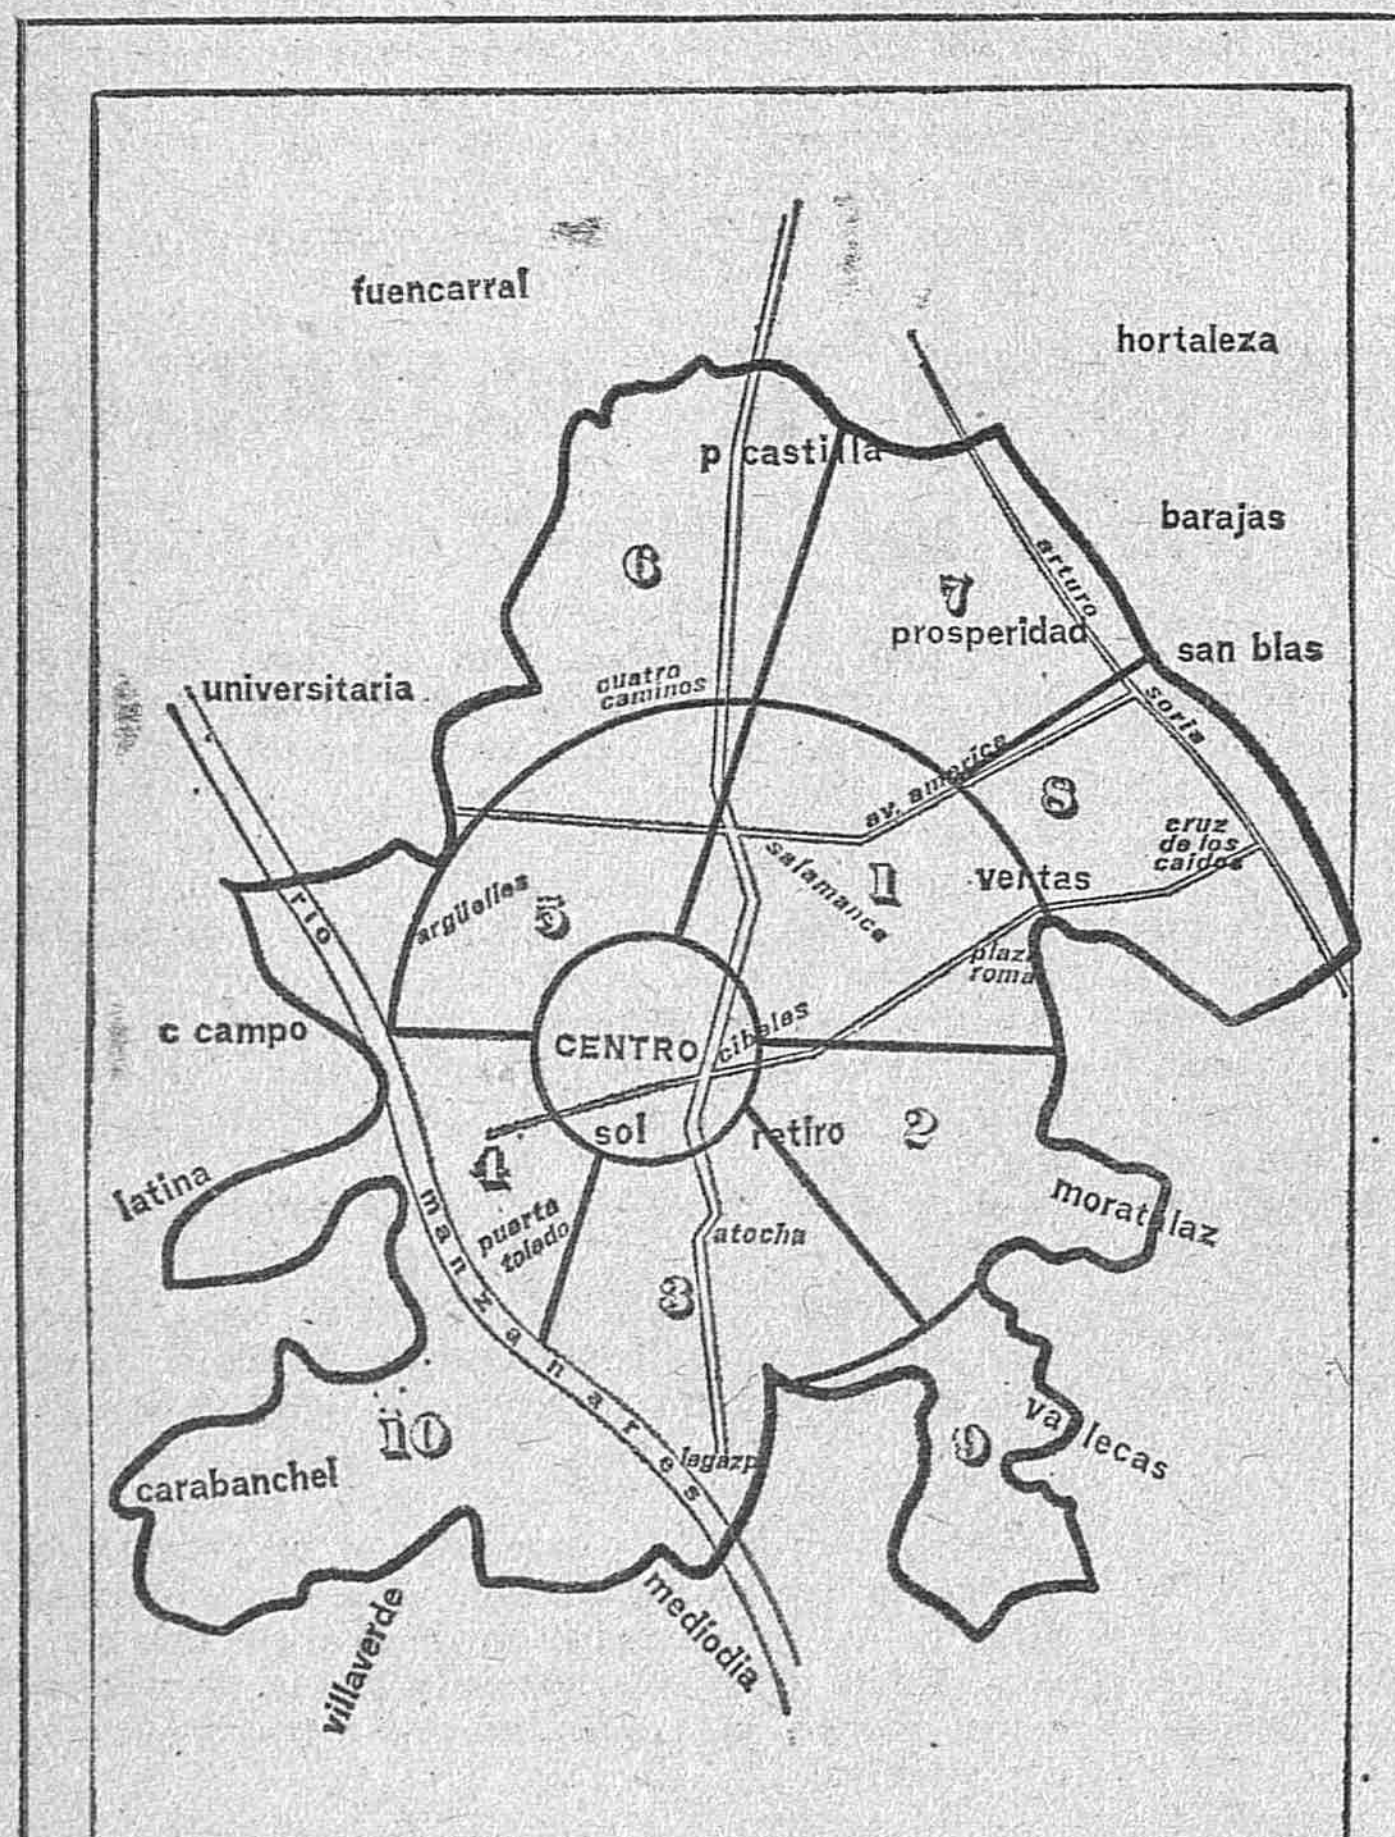 fuencarral
hortaleza
p castilla
barajas
6
arturo
7
prosperidad
san blas
cuatro
caminos
universitaria
soria
av. america
8
cruz
de los
caidos
salamanca
1
ventas
argüelles
5
rio
plaza
roma
c campo
CENTRO
cibeles
sol
retiro
2
4
latina
moratalaz
puerta
toledo
manzanares
atocha
3
vallecas
10
9
carabanchel
legazpi
villaverde
mediodia